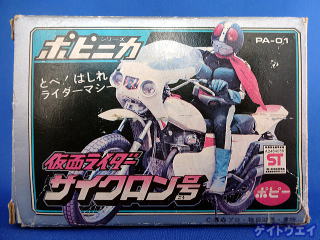 シリーズ
ポピニカ
PA-01
とべ!はしれ
ライダーマシー
仮面ライダー
サイクロン号
ST
ポピー
ゲイトウエイ